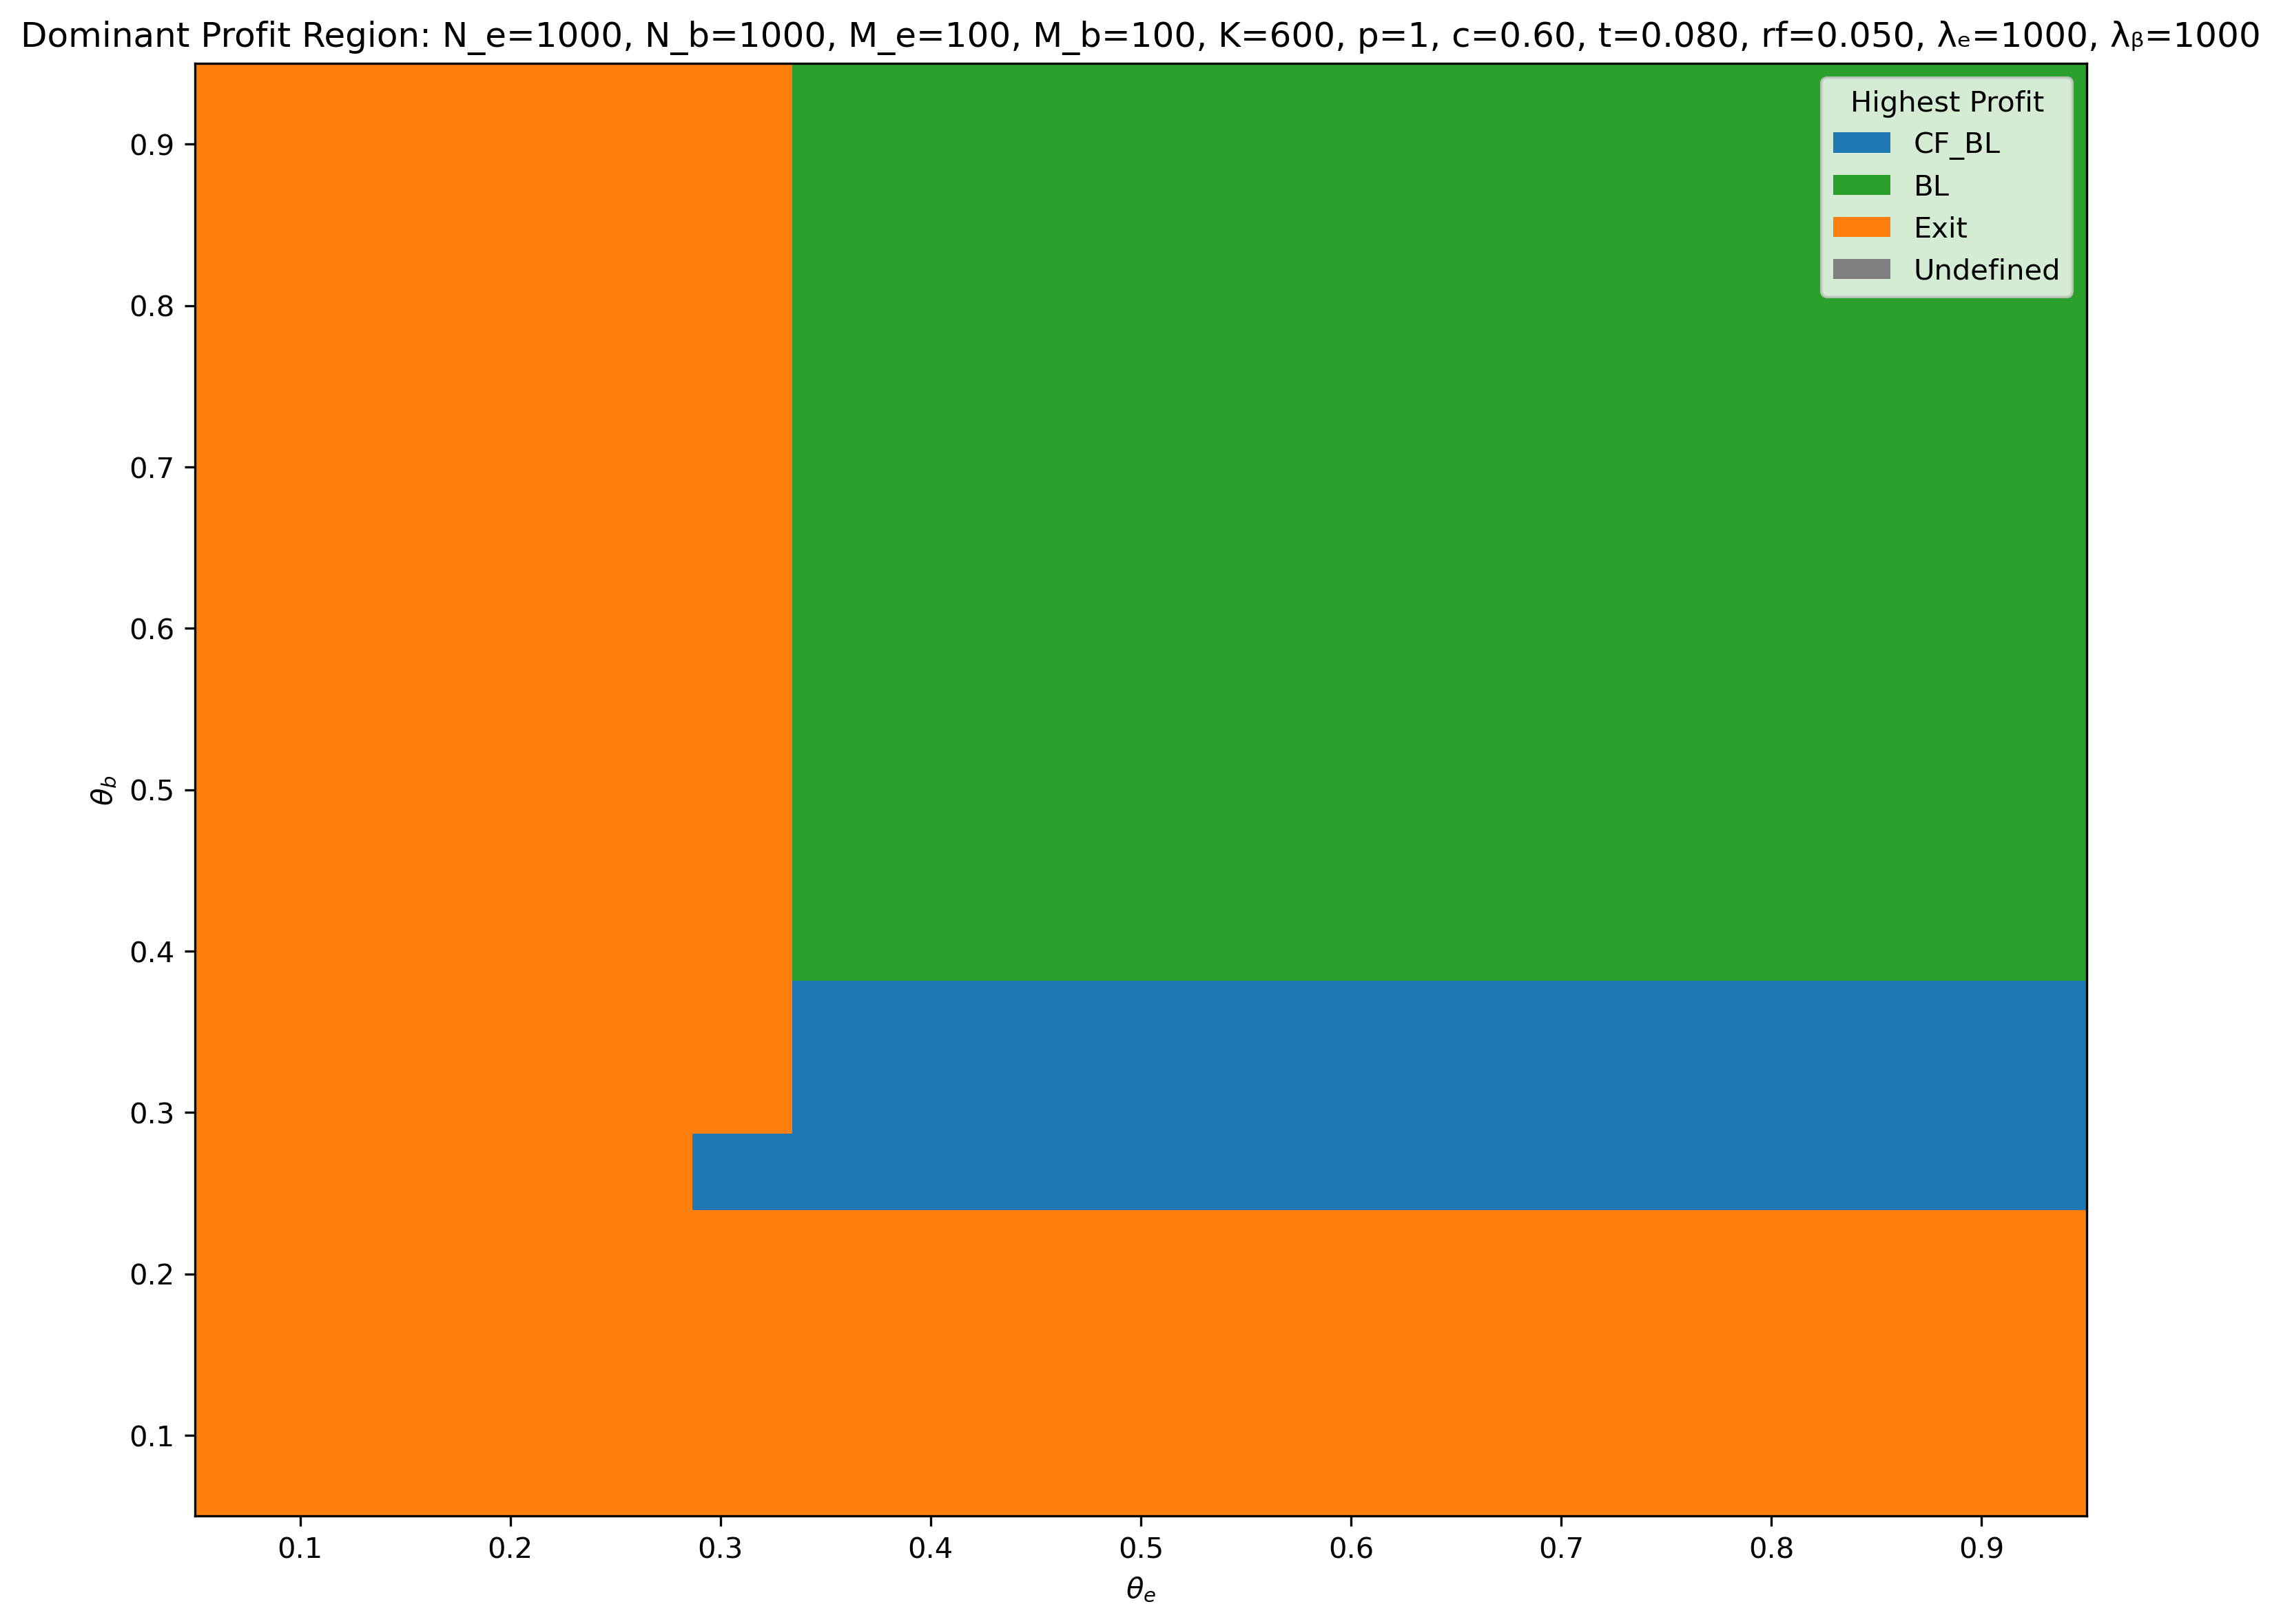 Dominant Profit Region: N_e=1000, N_b=1000, M_e=100, M_b=100, K=600, p=1, c=0.60, t=0.080, rf=0.050, λₑ=1000, λᵦ=1000
Highest Profit
CF_BL
BL
Exit
Undefined
0.9
0.8
0.7
0.6
0.5
0.4
0.3
0.2
0.1
θ_b
0.1 0.2 0.3 0.4 0.5 0.6 0.7 0.8 0.9
θ_e